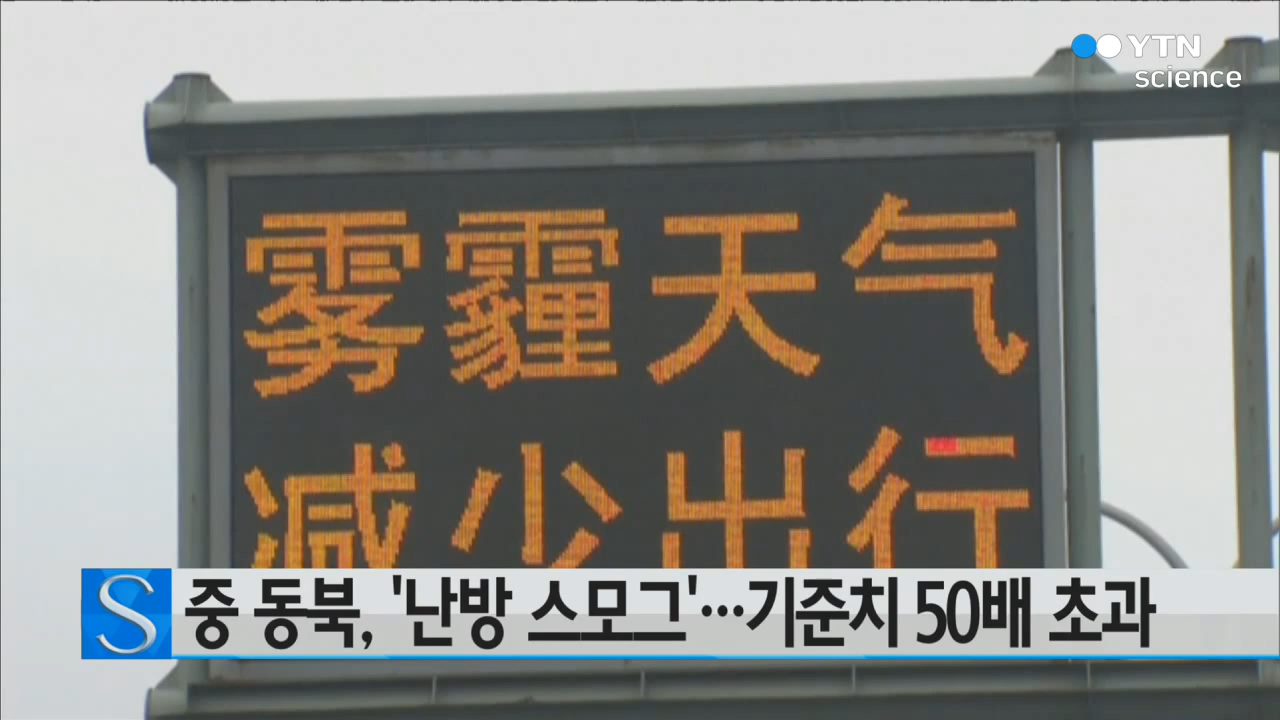 YTN
science
雾霾天气
减少出行
S 중 동북, '난방 스모그'…기준치 50배 초과